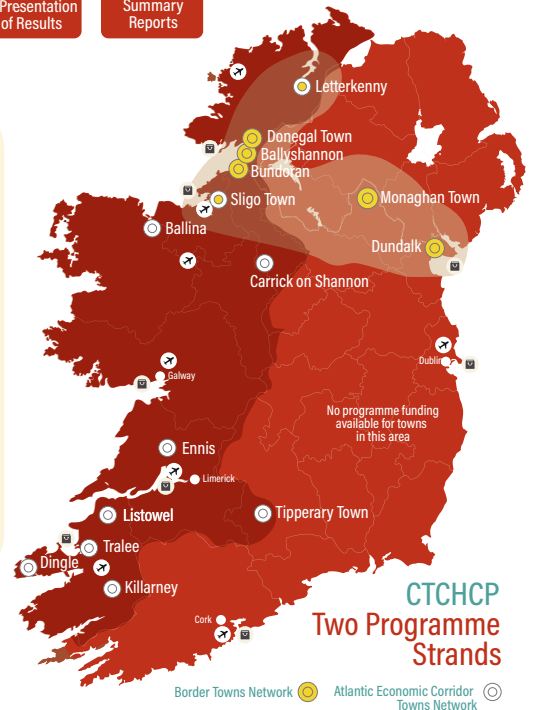 Presentation
of Results
Summary
Reports
Letterkenny
Donegal Town
Ballyshannon
Bundoran
Sligo Town
Monaghan Town
Ballina
Dundalk
Carrick on Shannon
Dublin
Galway
No programme funding
available for towns
in this area
Ennis
Limerick
Listowel
Tipperary Town
Tralee
Dingle
Killarney
CTCHCP
Two Programme
Strands
Cork
Border Towns Network
Atlantic Economic Corridor
Towns Network